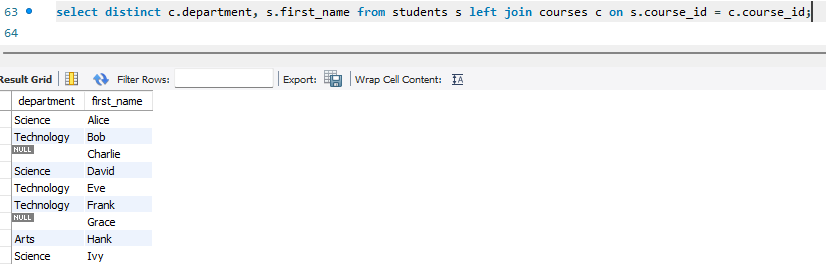 63 select distinct c.department, s.first_name from students s left join courses c on s.course_id = c.course_id;
64
Result Grid Filter Rows: Export: Wrap Cell Content: IA
department first_name
Science Alice
Technology Bob
NULL Charlie
Science David
Technology Eve
Technology Frank
NULL Grace
Arts Hank
Science Ivy